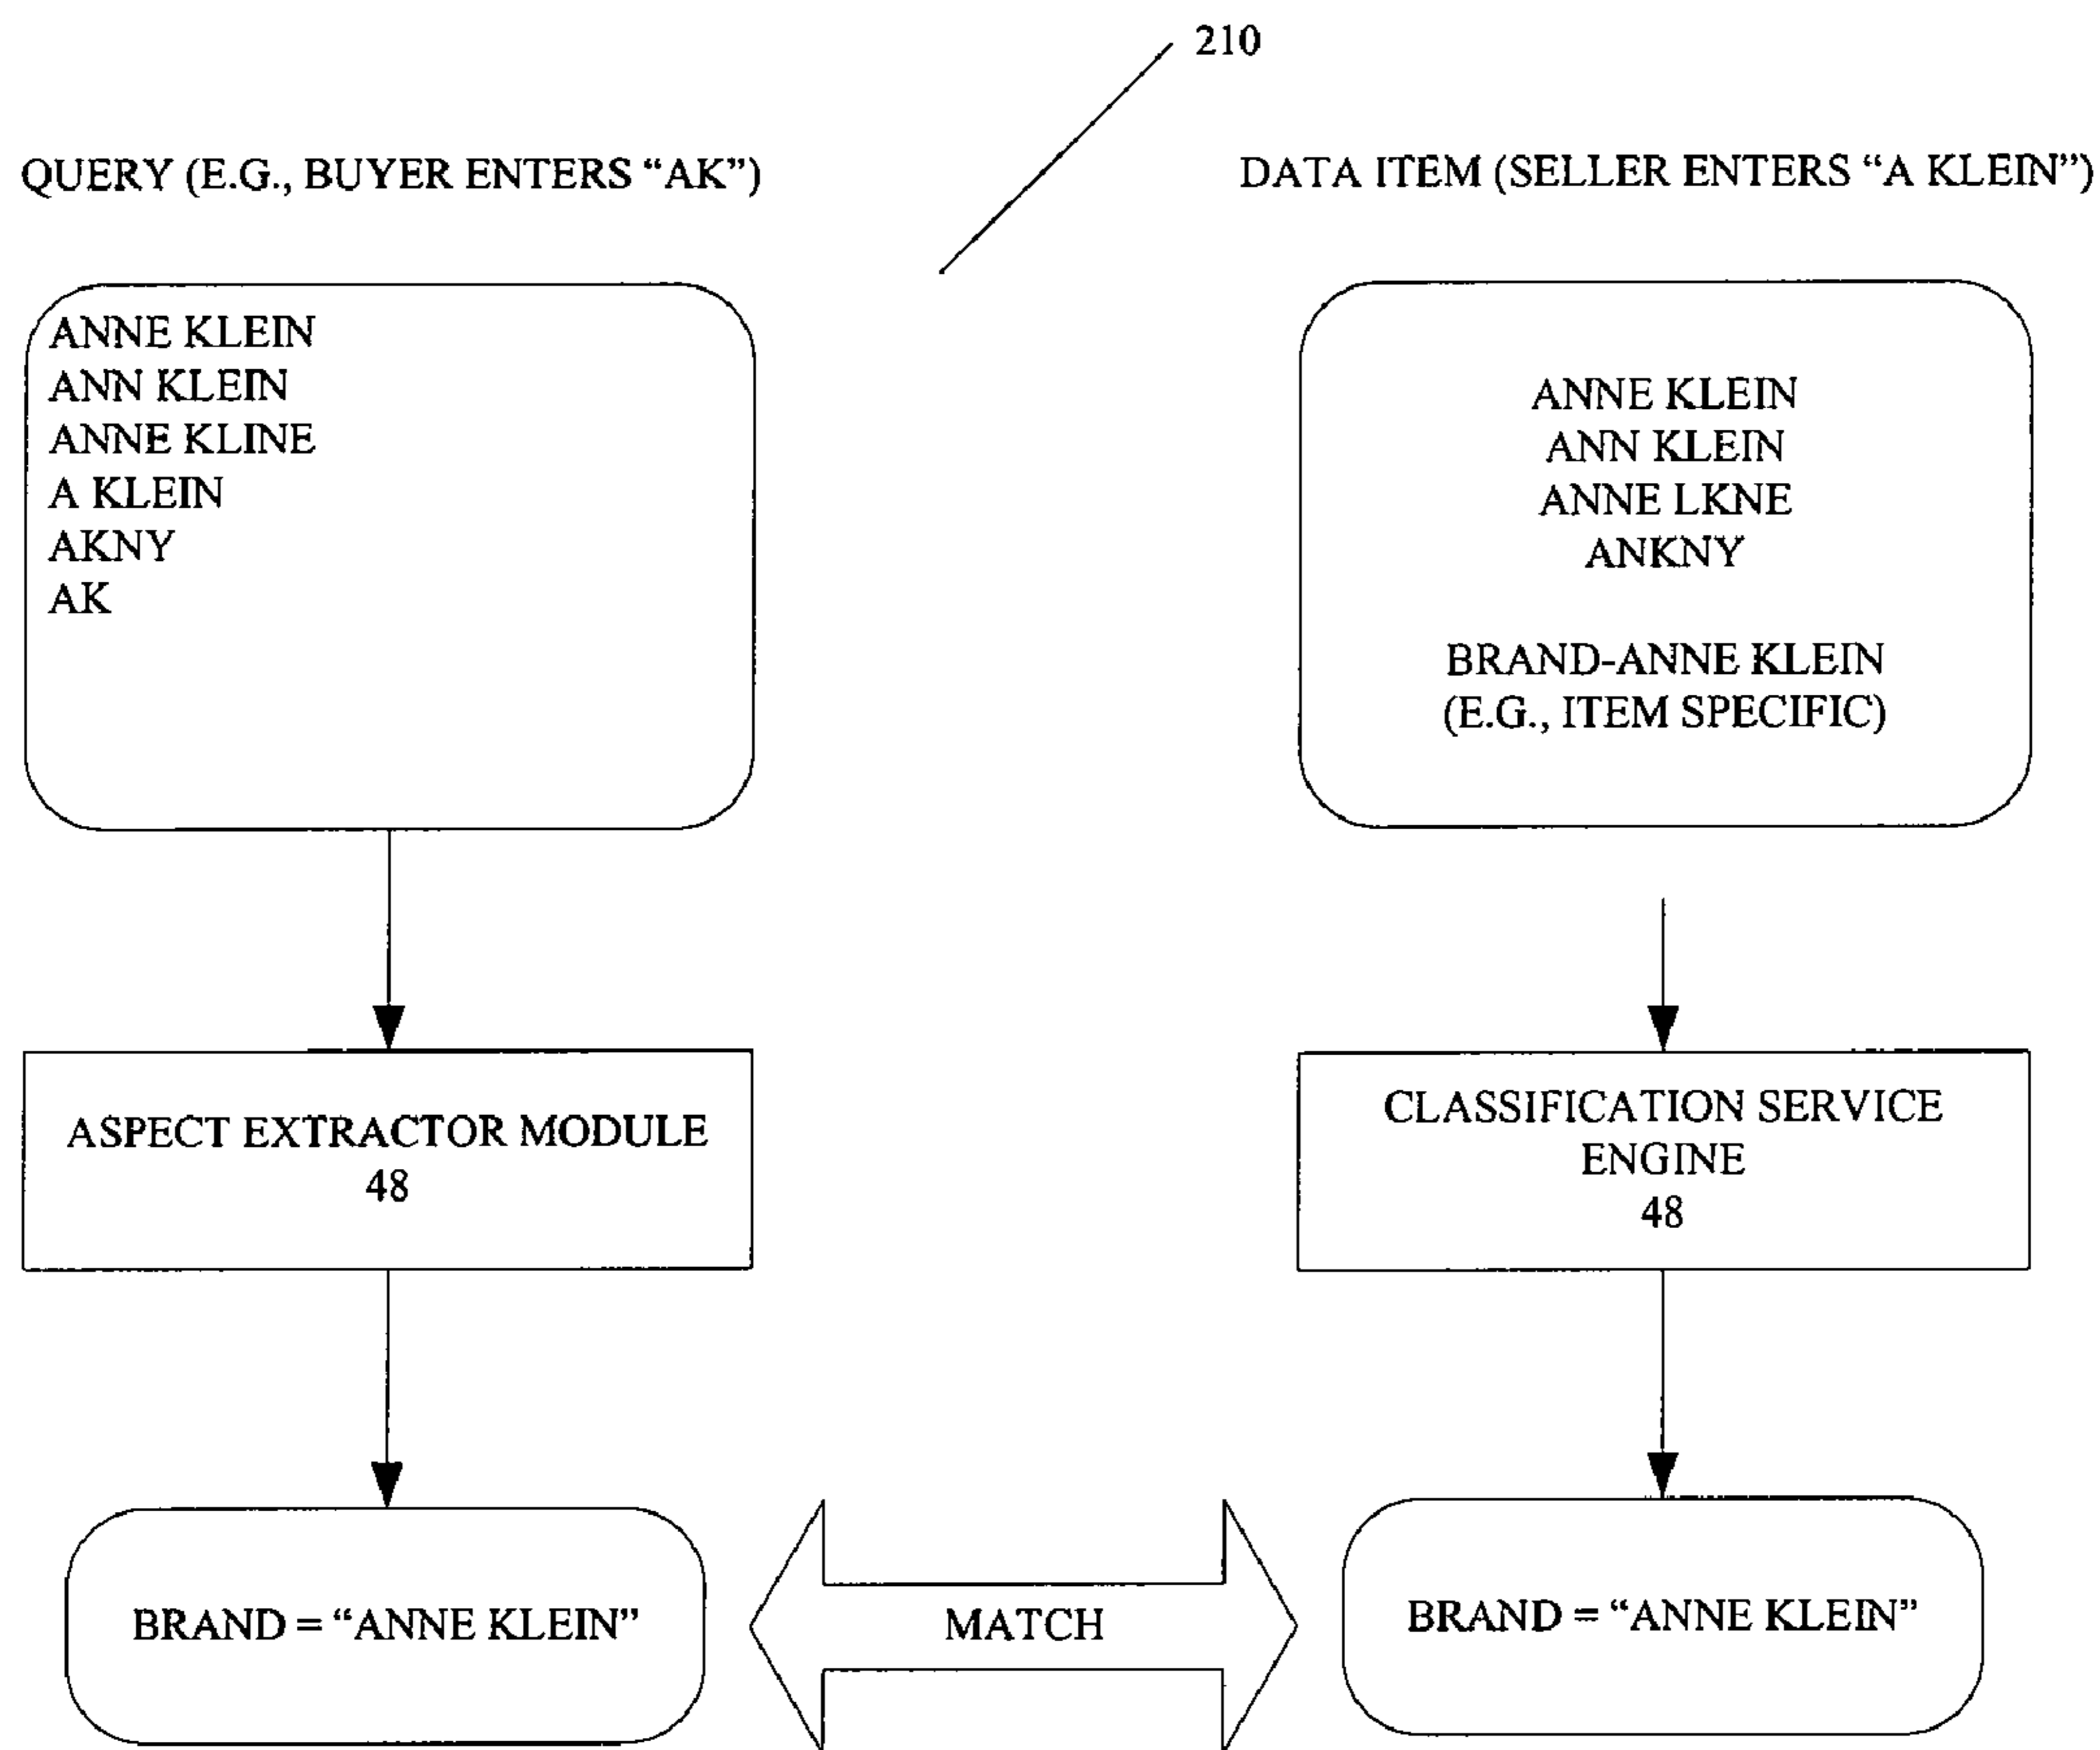 210
QUERY (E.G., BUYER ENTERS “AK”)
DATA ITEM (SELLER ENTERS “A KLEIN”)
ANNE KLEIN
ANN KLEIN
ANNE KLINE
A KLEIN
AKNY
AK
ANNE KLEIN
ANN KLEIN
ANNE LKNE
ANKNY
BRAND-ANNE KLEIN
(E.G., ITEM SPECIFIC)
ASPECT EXTRACTOR MODULE
48
CLASSIFICATION SERVICE
ENGINE
48
BRAND = “ANNE KLEIN”
MATCH
BRAND = “ANNE KLEIN”